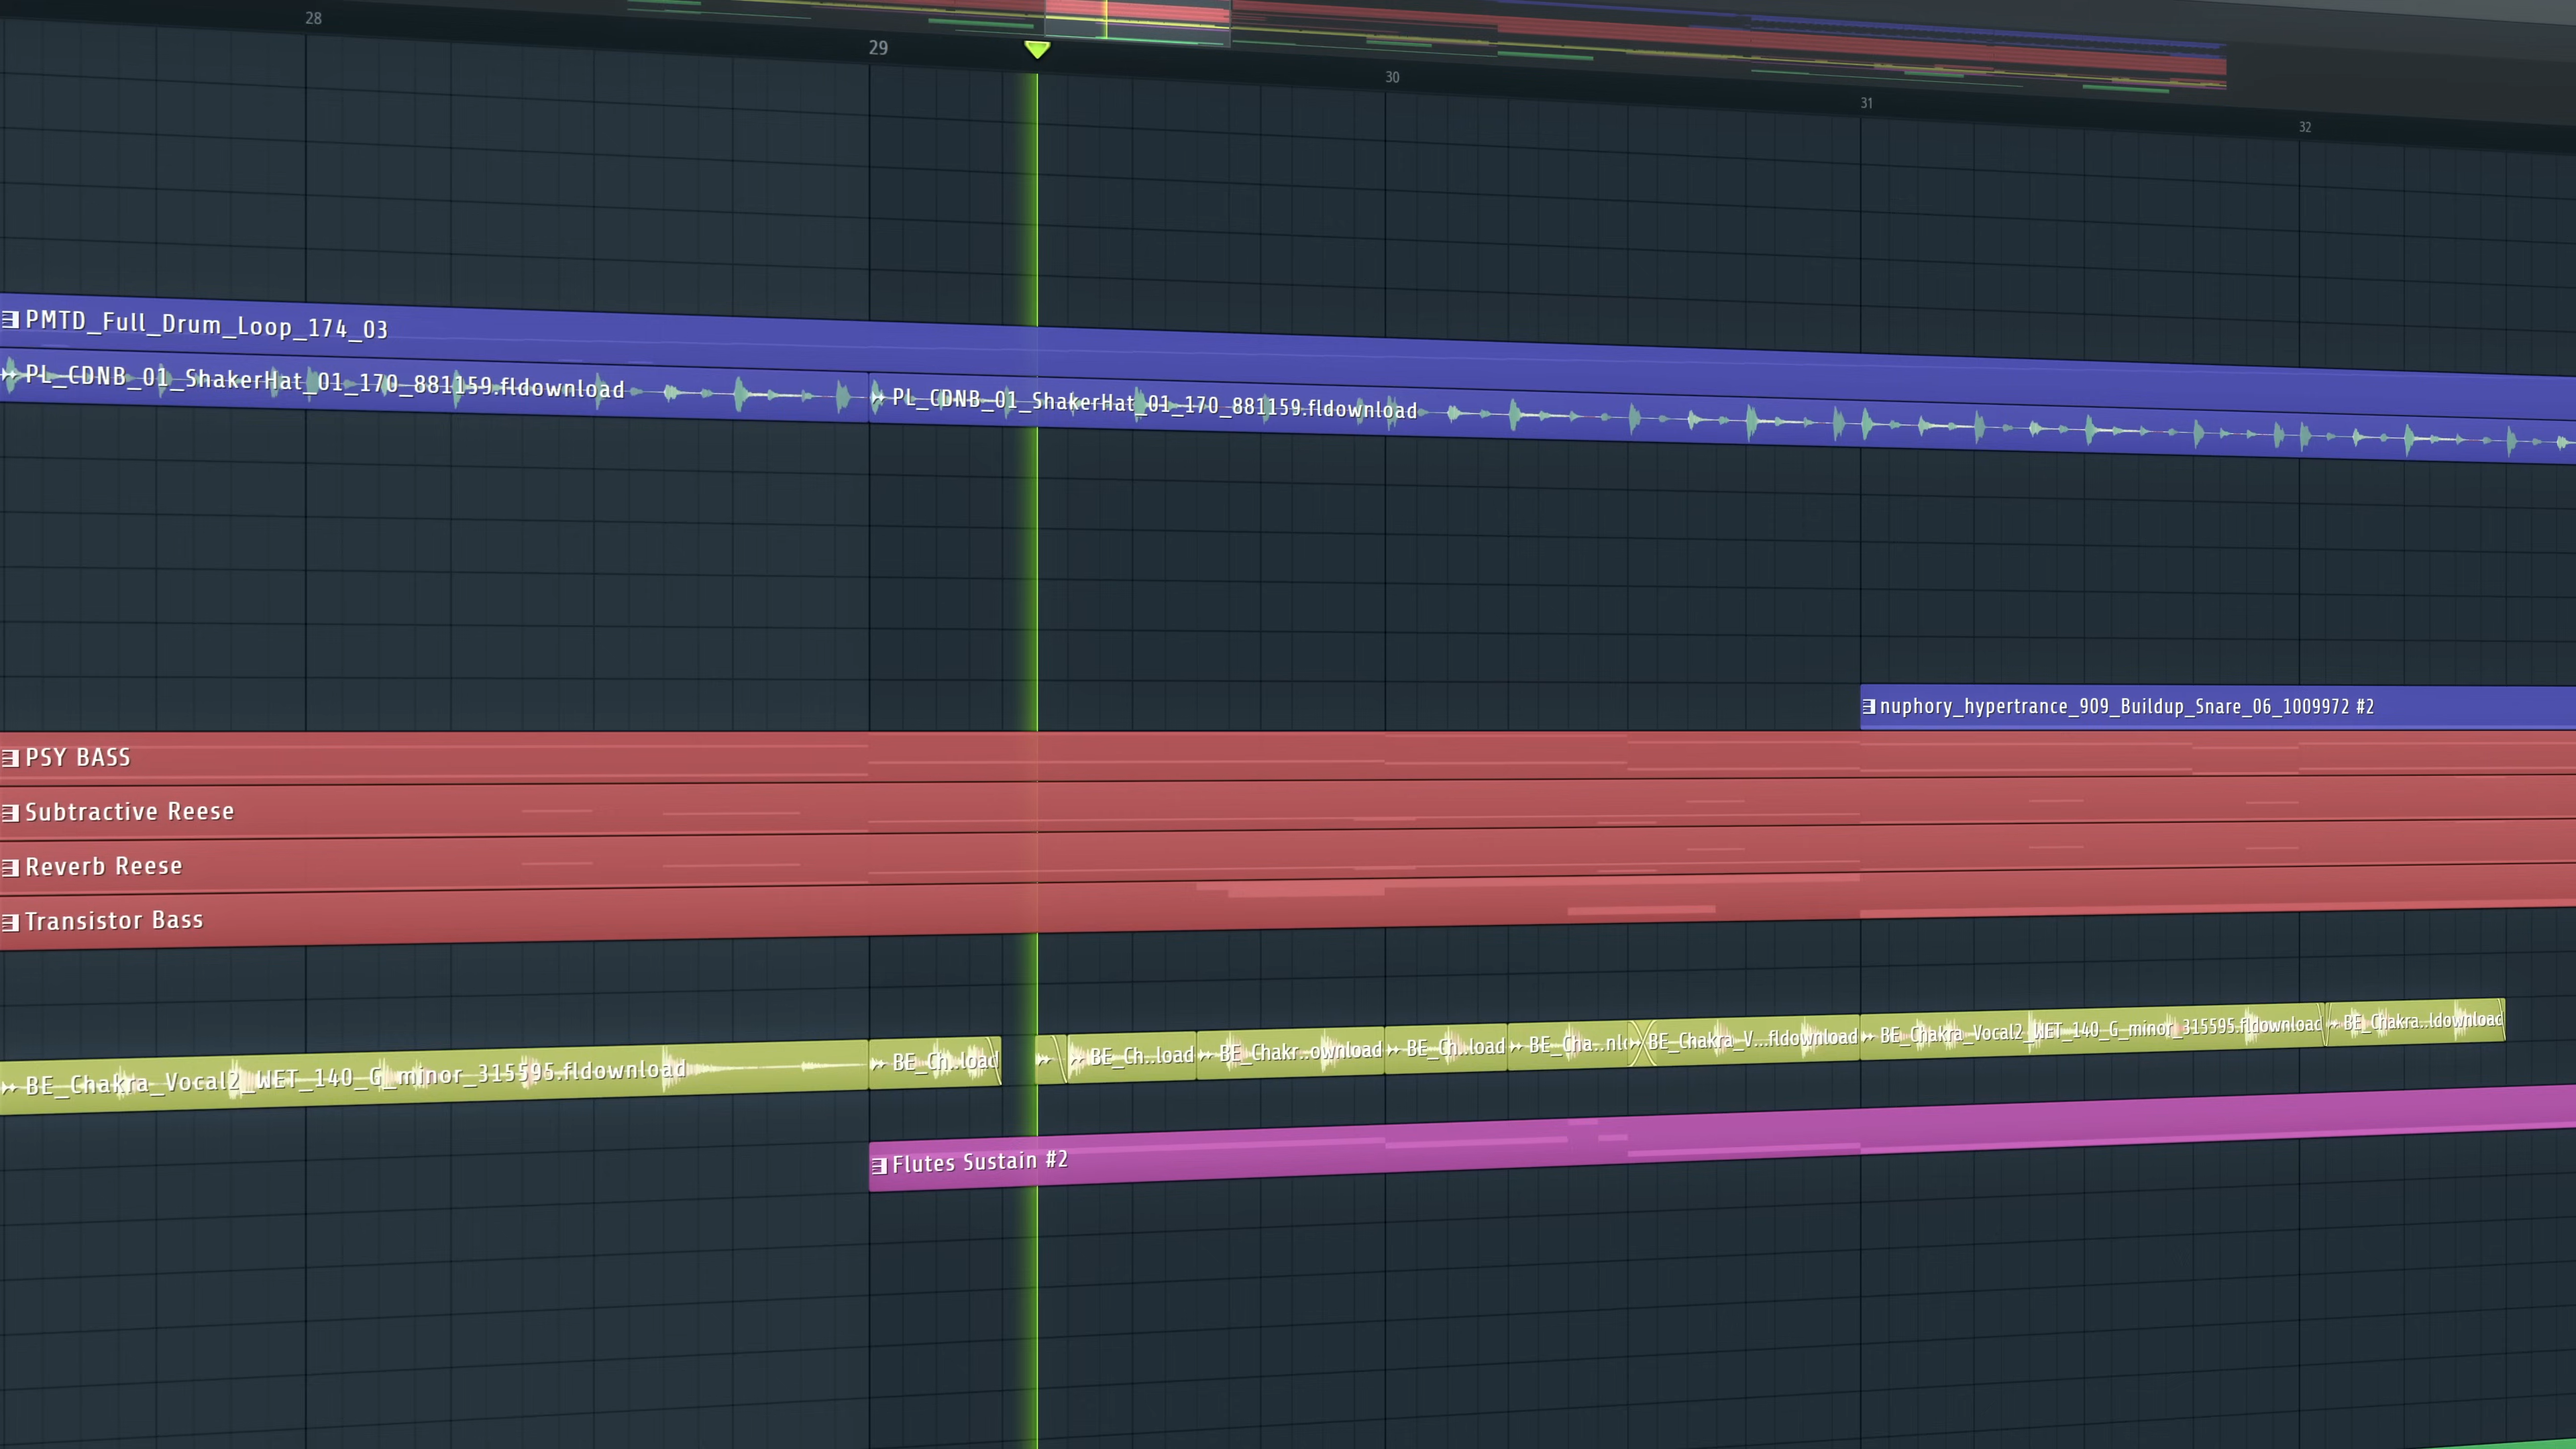 28
29
30
31
32
PMTD_Full_Drum_Loop_174_03
PL_CDNB_01_ShakerHat_01_170_881159.fldownload
PL_CDNB_01_ShakerHat_01_170_881159.fldownload
nuphory_hypertrance_909_Buildup_Snare_06_1009972 #2
PSY BASS
Subtractive Reese
Reverb Reese
Transistor Bass
BE_Chakra_Vocal2_WET_140_G_minor_315595.fldownload
BE_Ch..load
BE_Ch..load
BE_Chakr..ownload
BE_Ch..load
BE_Cha..nlo
BE_Chakra_V...fldownload
BE_Chakra_Vocal2_WET_140_G_minor_315595.fldownload
BE_Chakra..ldownload
Flutes Sustain #2